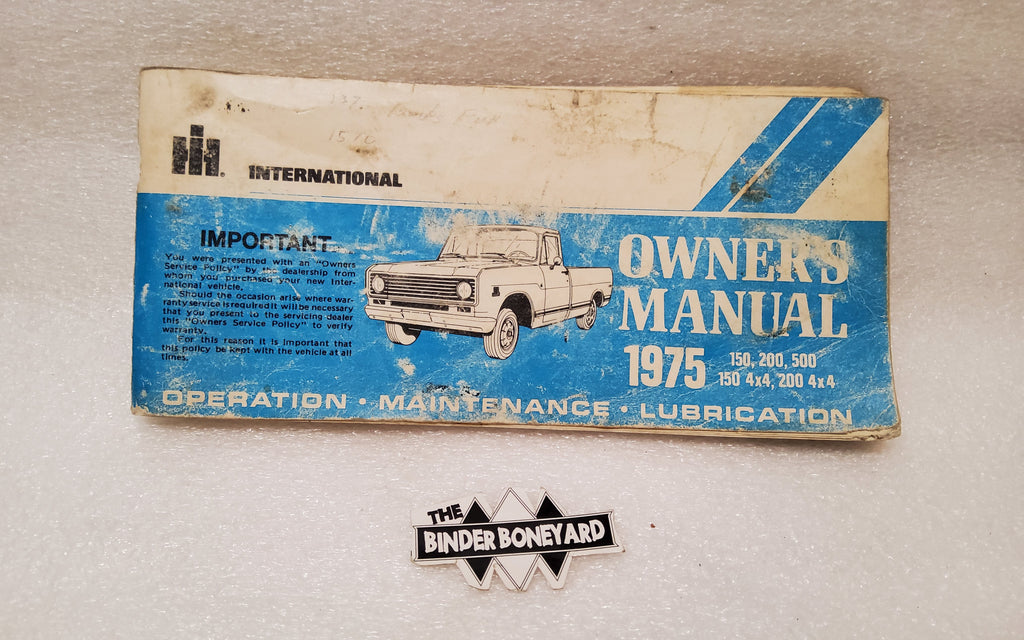 IH
INTERNATIONAL
IMPORTANT
You were presented with an "Owners
Service Policy" by the dealership from
whom you purchased your new Inter-
national vehicle.
Should the occasion arise where war-
ranty service is required it will be necessary
that you present to the servicing dealer
this "Owners Service Policy" to verify
warranty.
For this reason it is important that
this policy be kept with the vehicle at all
times.
OWNER'S
MANUAL
1975
150, 200, 500
150 4x4, 200 4x4
OPERATION • MAINTENANCE • LUBRICATION
THE
BINDER BONEYARD